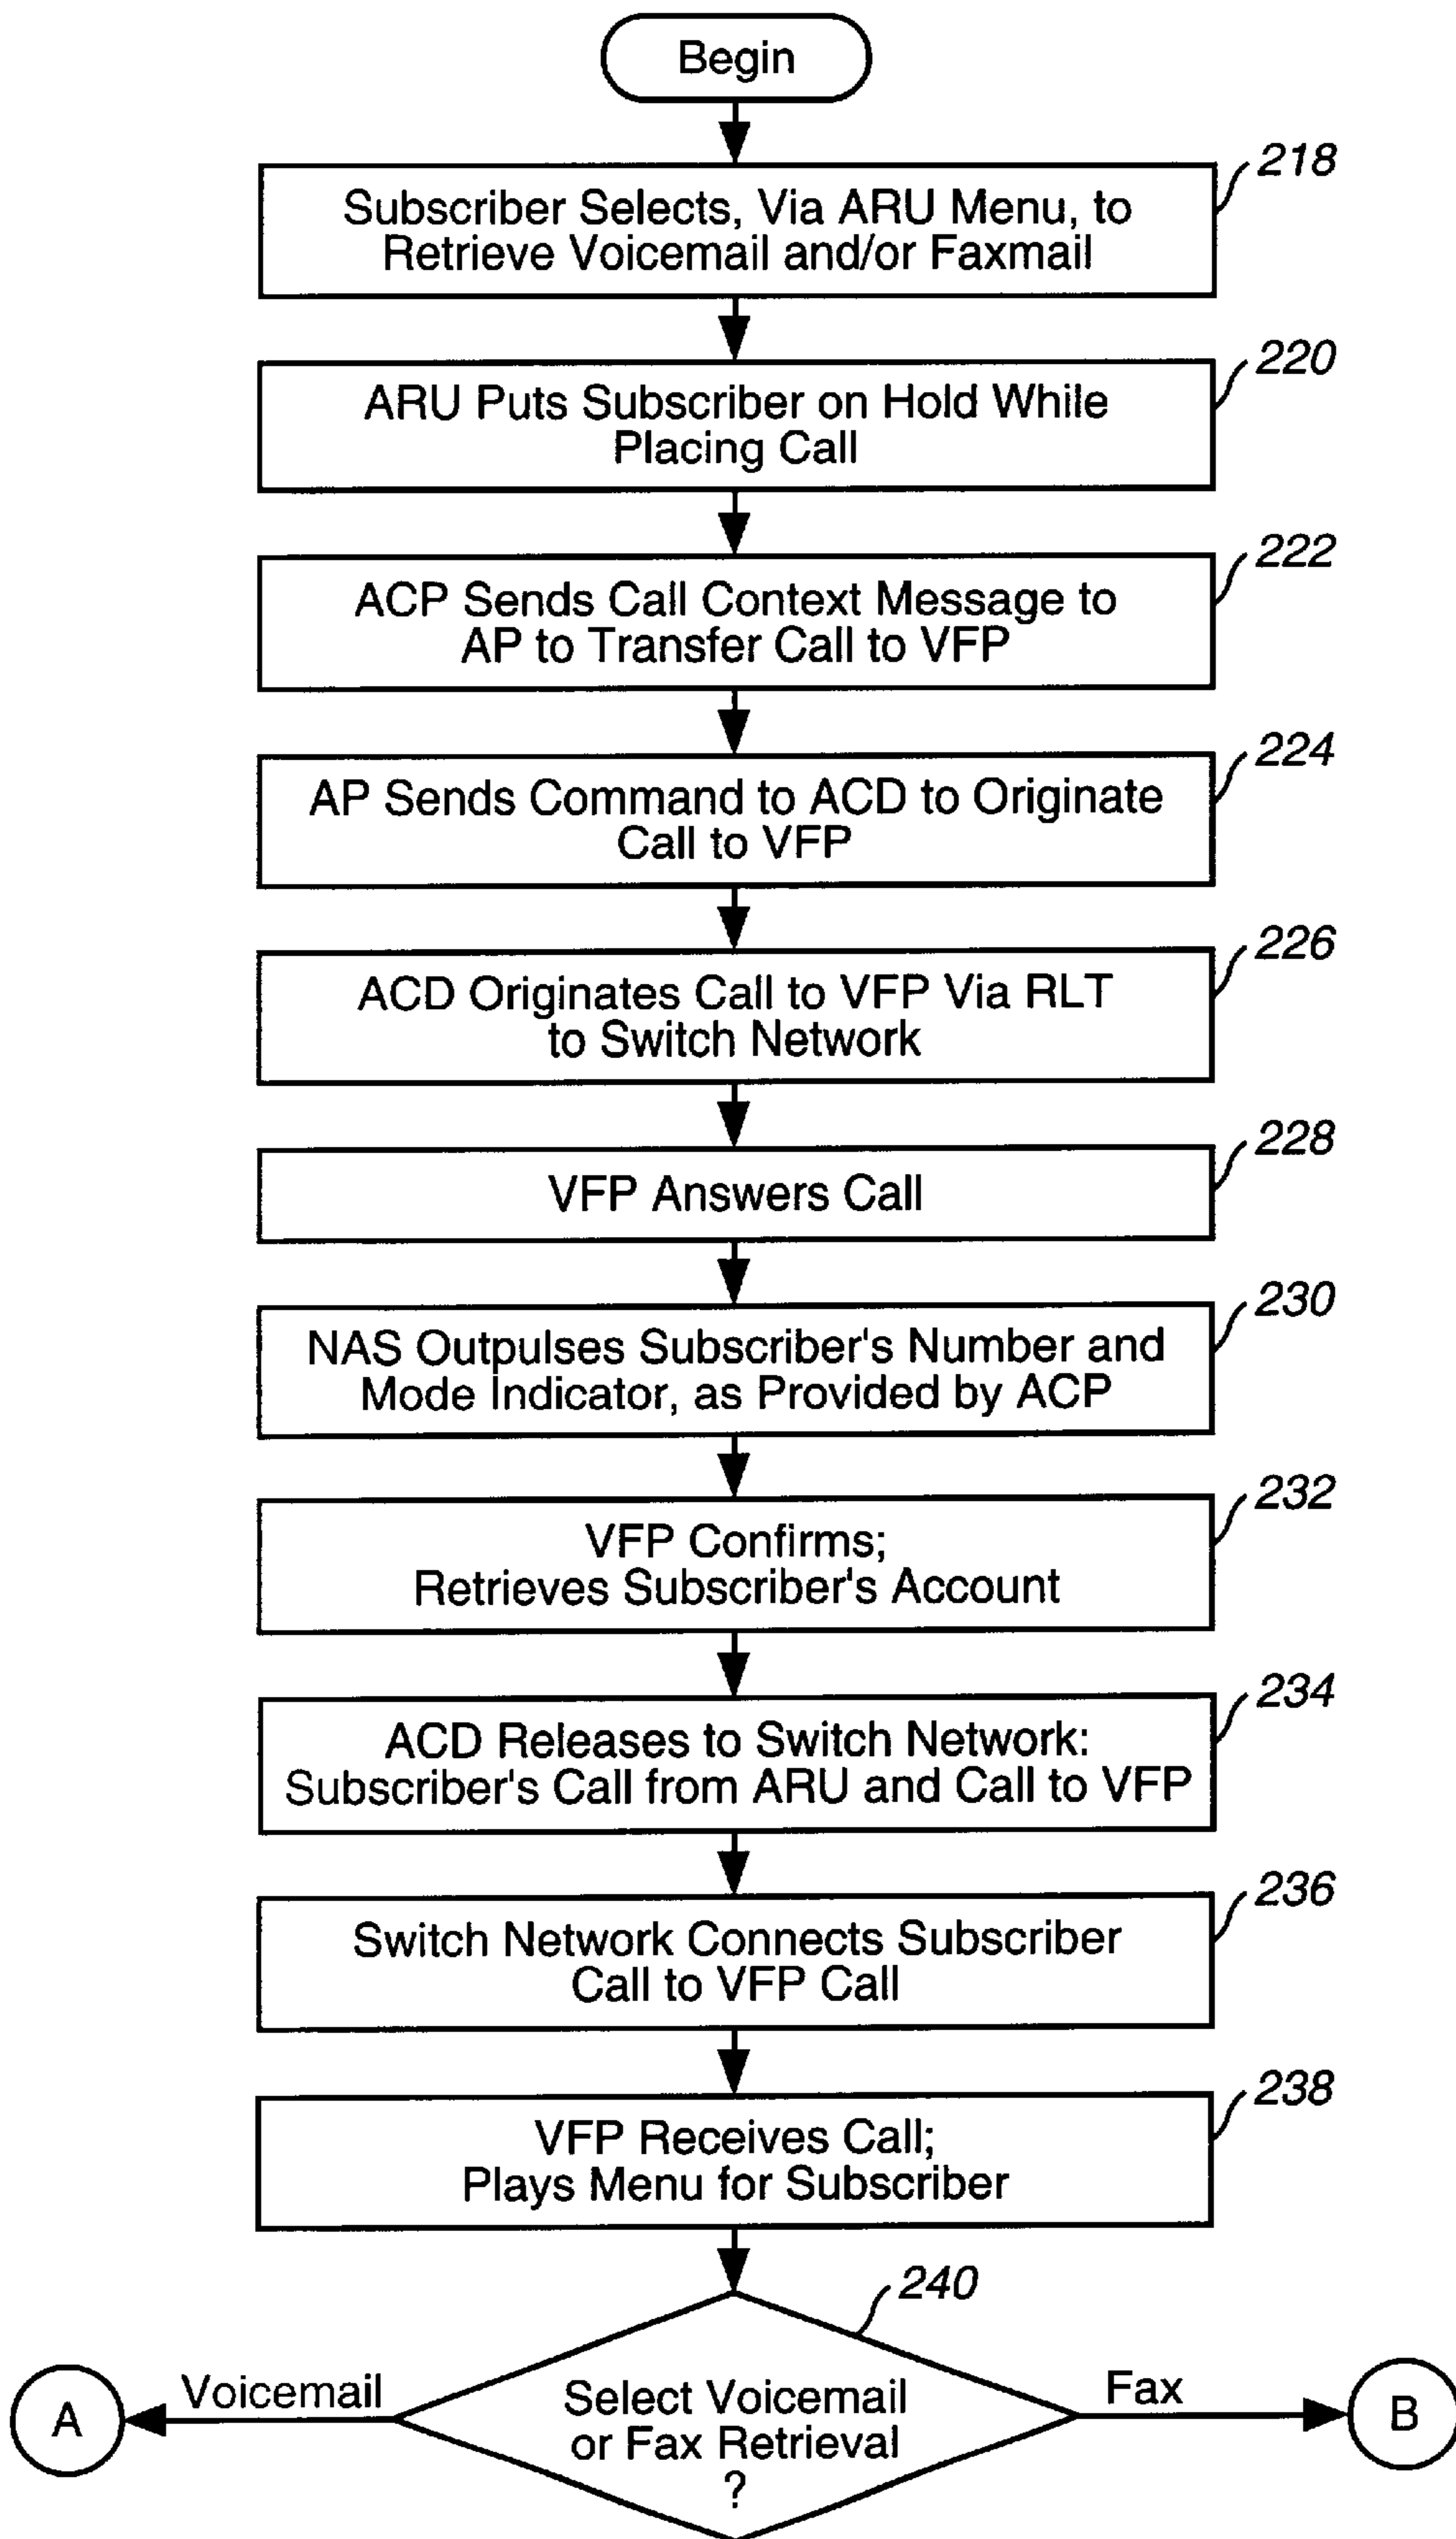 Begin
218
Subscriber Selects, Via ARU Menu, to
Retrieve Voicemail and/or Faxmail
220
ARU Puts Subscriber on Hold While
Placing Call
222
ACP Sends Call Context Message to
AP to Transfer Call to VFP
224
AP Sends Command to ACD to Originate
Call to VFP
226
ACD Originates Call to VFP Via RLT
to Switch Network
228
VFP Answers Call
230
NAS Outpulses Subscriber's Number and
Mode Indicator, as Provided by ACP
232
VFP Confirms;
Retrieves Subscriber's Account
234
ACD Releases to Switch Network:
Subscriber's Call from ARU and Call to VFP
236
Switch Network Connects Subscriber
Call to VFP Call
238
VFP Receives Call;
Plays Menu for Subscriber
240
A
Voicemail
Select Voicemail
or Fax Retrieval
?
Fax
B